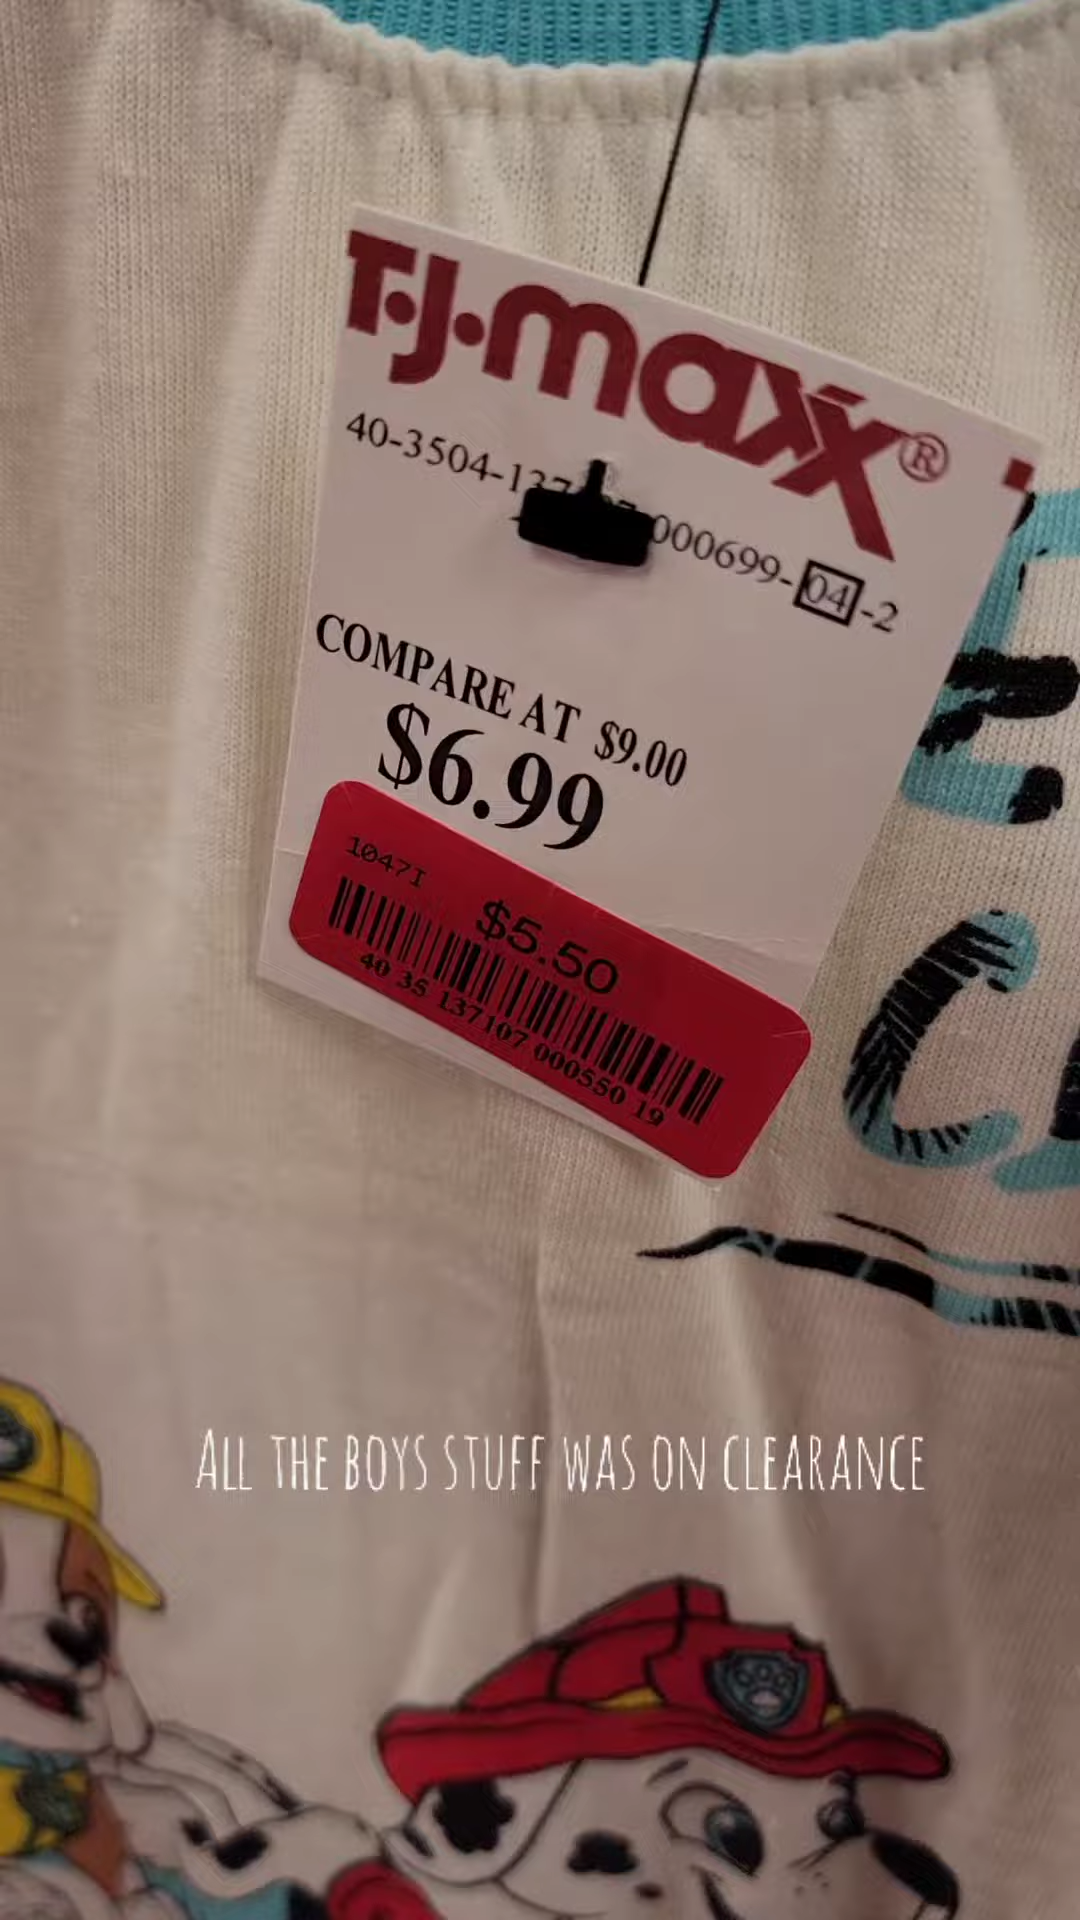 T·J·maxx®
40-3504-137 000699-04-2
COMPARE AT $9.00
$6.99
1047I
$5.50
40 35 137107 000550 19
E
C
ALL THE BOYS STUFF WAS ON CLEARANCE